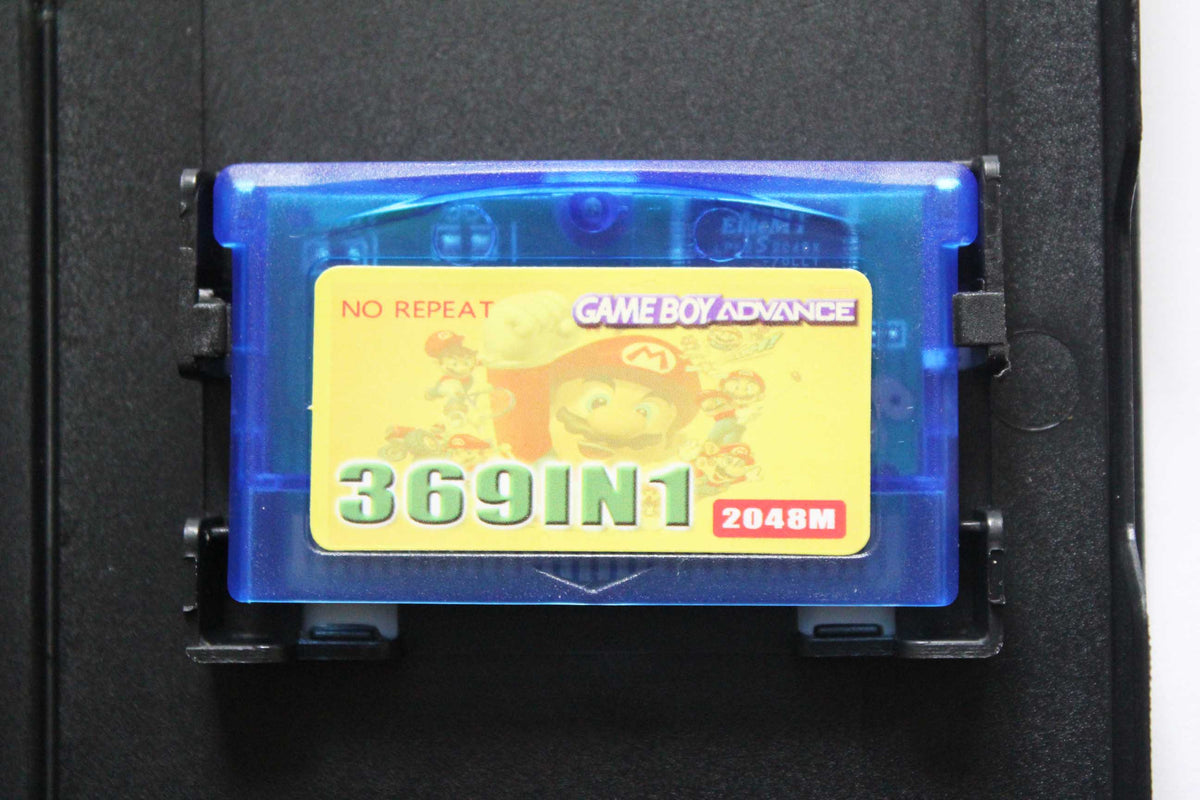 NO REPEAT
GAME BOY ADVANCE
M
369IN1
2048M